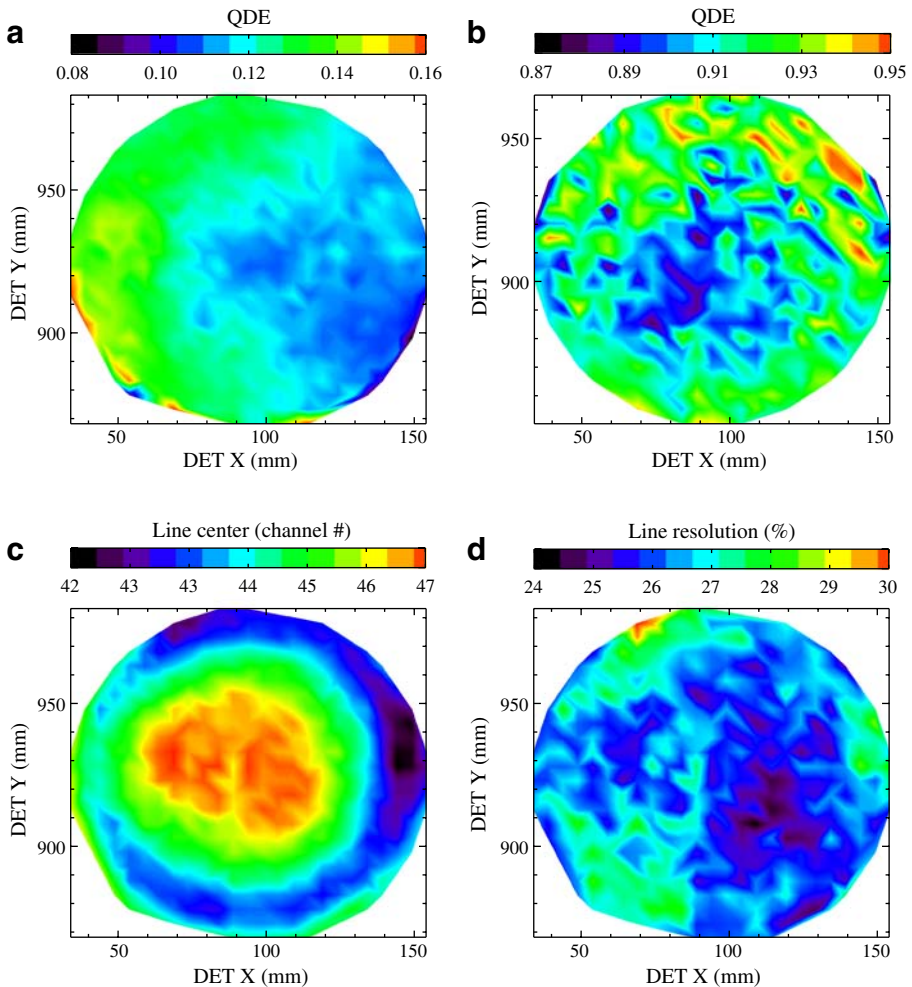 a
QDE
0.08 0.10 0.12 0.14 0.16
950
900
DET Y (mm)
50 100 150
DET X (mm)
b
QDE
0.87 0.89 0.91 0.93 0.95
950
900
DET Y (mm)
50 100 150
DET X (mm)
c
Line center (channel #)
42 43 43 44 44 45 46 46 47
950
900
DET Y (mm)
50 100 150
DET X (mm)
d
Line resolution (%)
24 25 26 27 28 29 30
950
900
DET Y (mm)
50 100 150
DET X (mm)